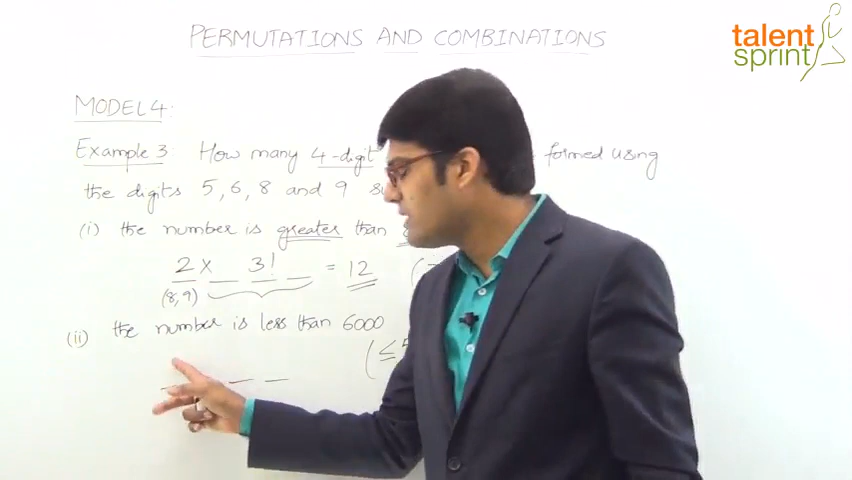 PERMUTATIONS AND COMBINATIONS
talent
sprint
MODEL 4:
Example 3: How many 4-digit formed using
the digits 5, 6, 8 and 9
(i) the number is greater than
2 × 3! = 12
(8,9)
(ii) the number is less than 6000
(≤